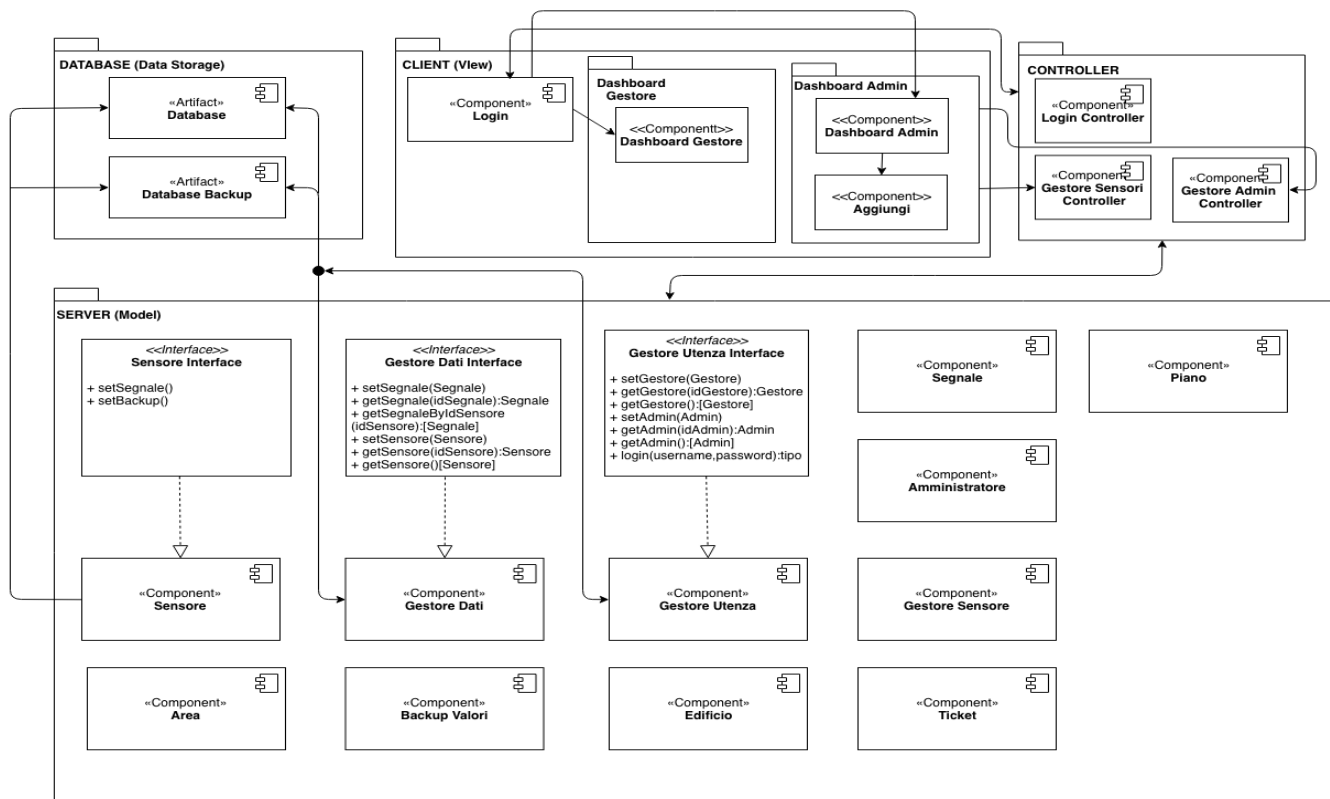 DATABASE (Data Storage)
«Artifact»
Database
«Artifact»
Database Backup
CLIENT (VIew)
«Component»
Login
Dashboard
Gestore
<<Componentt>>
Dashboard Gestore
Dashboard Admin
<<Component>>
Dashboard Admin
<<Component>>
Aggiungi
CONTROLLER
«Component»
Login Controller
«Component»
Gestore Sensori
Controller
«Component»
Gestore Admin
Controller
SERVER (Model)
<<Interface>>
Sensore Interface
+ setSegnale()
+ setBackup()
<<Interface>>
Gestore Dati Interface
+ setSegnale(Segnale)
+ getSegnale(idSegnale):Segnale
+ getSegnaleByIdSensore
(idSensore):[Segnale]
+ setSensore(Sensore)
+ getSensore(idSensore):Sensore
+ getSensore()[Sensore]
<<Interface>>
Gestore Utenza Interface
+ setGestore(Gestore)
+ getGestore(idGestore):Gestore
+ getGestore():[Gestore]
+ setAdmin(Admin)
+ getAdmin(idAdmin):Admin
+ getAdmin():[Admin]
+ login(username,password):tipo
«Component»
Segnale
«Component»
Piano
«Component»
Amministratore
«Component»
Sensore
«Component»
Gestore Dati
«Component»
Gestore Utenza
«Component»
Gestore Sensore
«Component»
Area
«Component»
Backup Valori
«Component»
Edificio
«Component»
Ticket